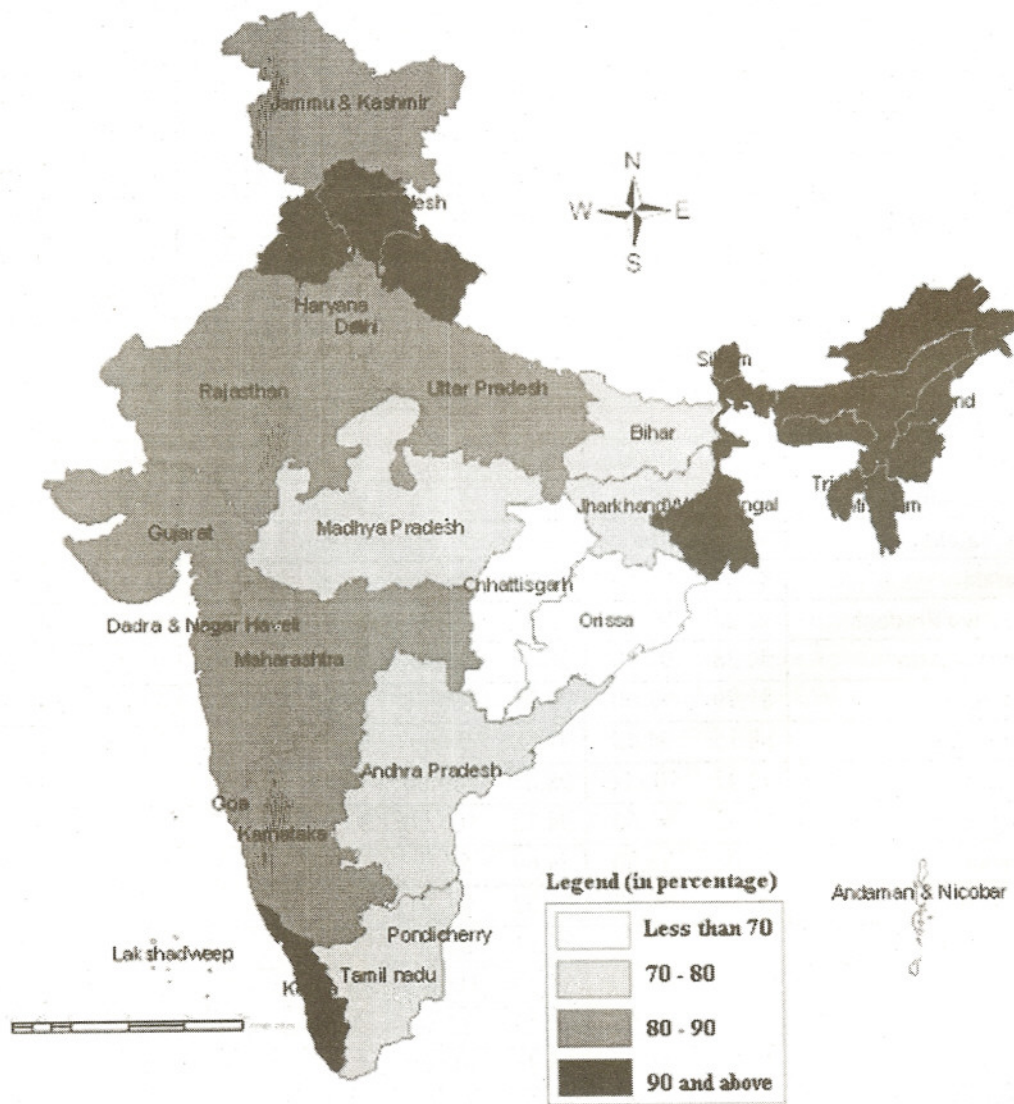 Jammu & Kashmir
N
W E
S
Haryana
Delhi
Rajasthan
Uttar Pradesh
Bihar
Gujarat
Madhya Pradesh
Jharkhand
Chhattisgarh
Orissa
Dadra & Nagar Haveli
Maharashtra
Andhra Pradesh
Goa
Karnataka
Legend (in percentage)
Less than 70
70 - 80
80 - 90
90 and above
Andaman & Nicobar
Pondicherry
Lakshadweep
Tamil nadu